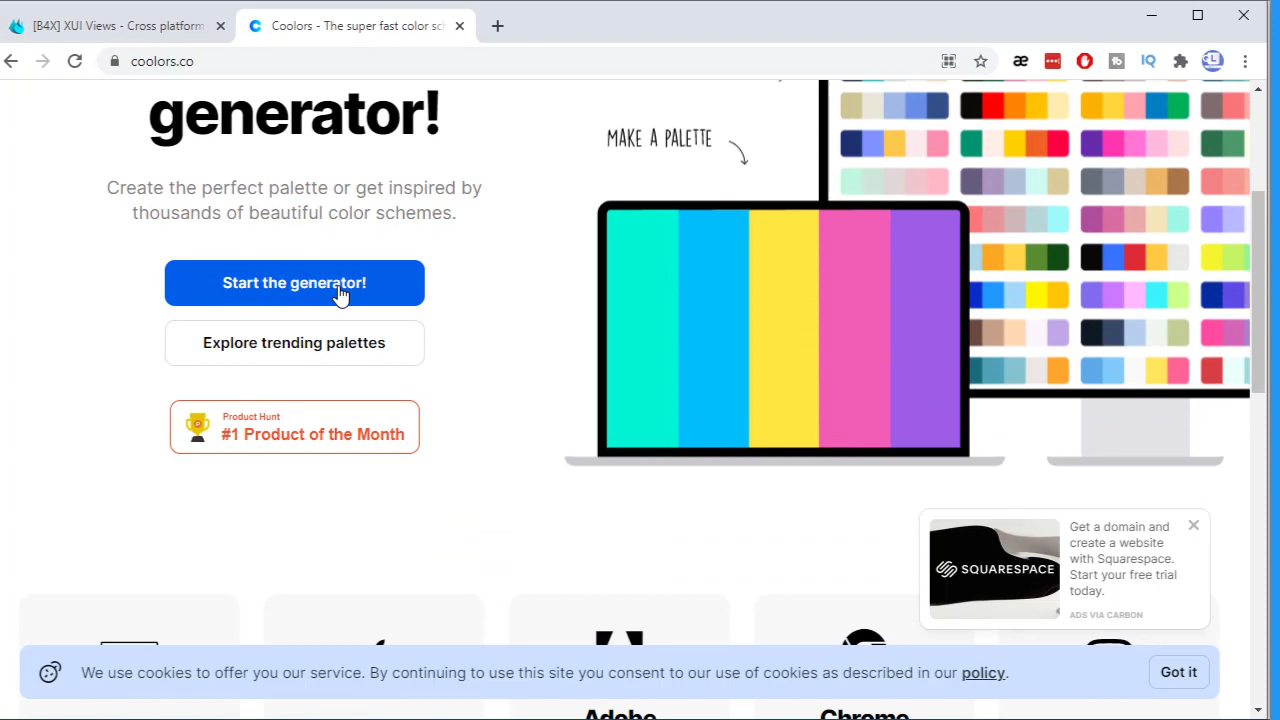 [B4X] XUI Views - Cross platform
Coolors - The super fast color sch
coolors.co
generator!
MAKE A PALETTE
Create the perfect palette or get inspired by
thousands of beautiful color schemes.
Start the generator!
Explore trending palettes
Product Hunt
#1 Product of the Month
SQUARESPACE
Get a domain and
create a website
with Squarespace.
Start your free trial
today.
ADS VIA CARBON
We use cookies to offer you our service. By continuing to use this site you consent to our use of cookies as described in our policy.
Got it
Adobe
Chrome